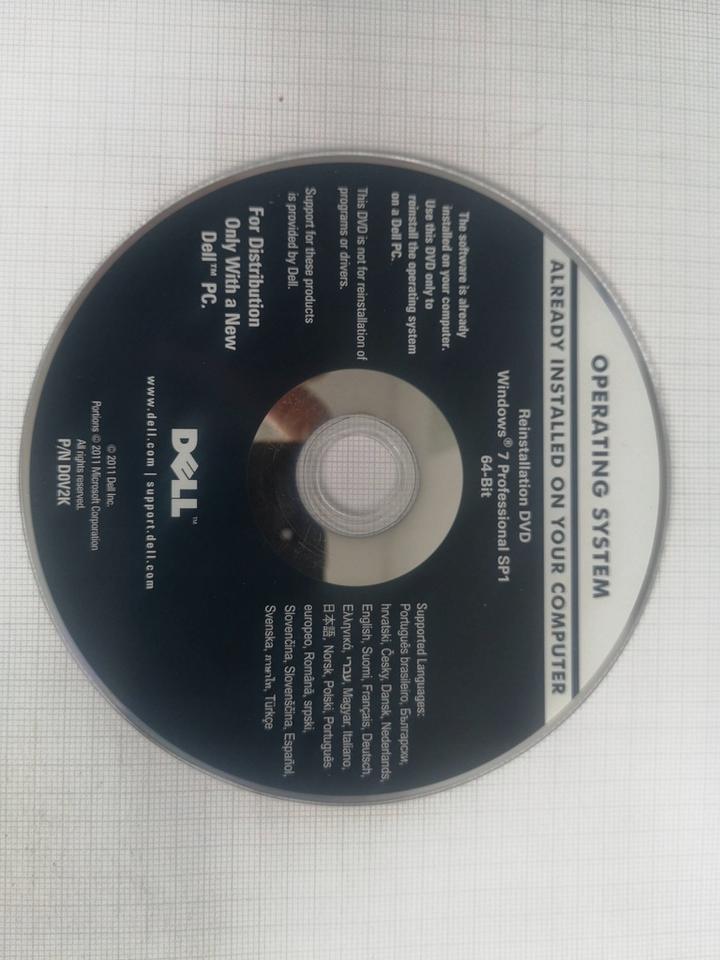 OPERATING SYSTEM
ALREADY INSTALLED ON YOUR COMPUTER
Reinstallation DVD
Windows® 7 Professional SP1
64-Bit
The software is already
installed on your computer.
Use this DVD only to
reinstall the operating system
on a Dell PC.
This DVD is not for reinstallation of
programs or drivers.
Support for these products
is provided by Dell.
For Distribution
Only With a New
Dell™ PC.
Supported Languages:
Português brasileiro, Български,
hrvatski, Česky, Dansk, Nederlands,
English, Suomi, Français, Deutsch,
Ελληνικά, עברי, Magyar, Italiano,
日本語, Norsk, Polski, Português
europeo, Română, srpski,
Slovenčina, Slovenščina, Español,
Svenska, ภาษาไทย, Türkçe
DELL™
www.dell.com | support.dell.com
© 2011 Dell Inc.
Portions © 2011 Microsoft Corporation
All rights reserved.
P/N D0V2K